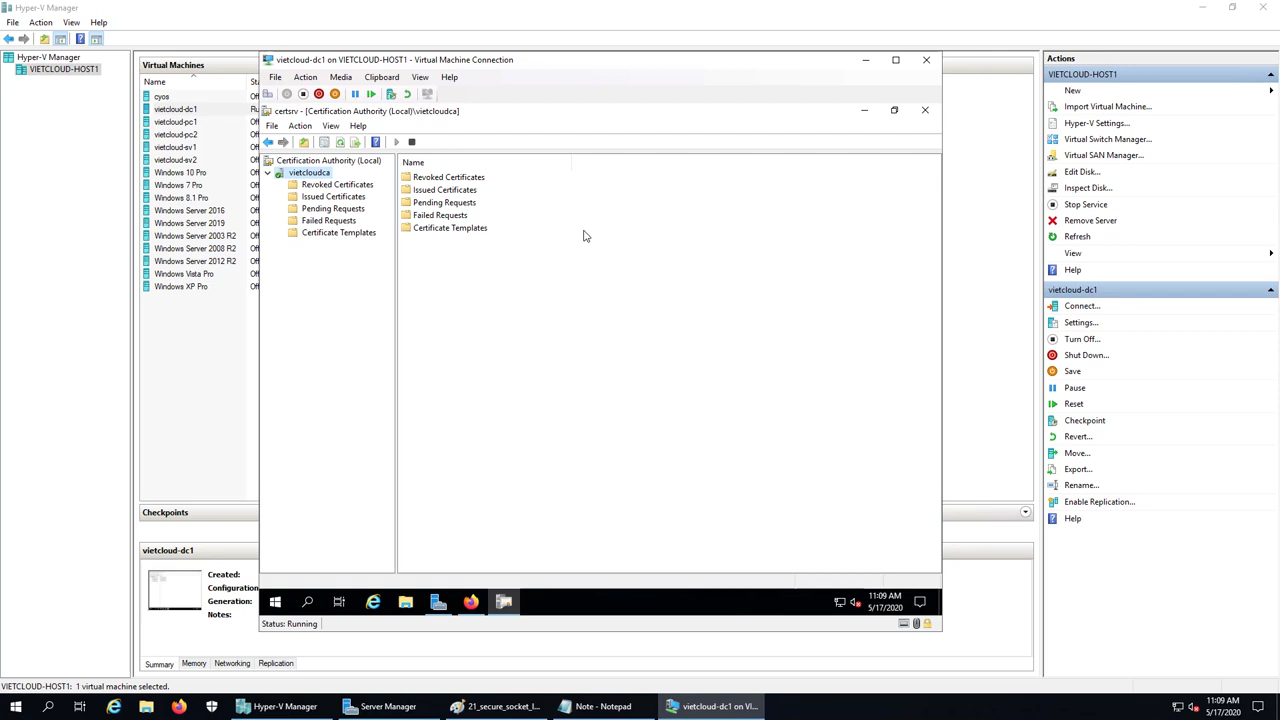 Hyper-V Manager
File Action View Help
Hyper-V Manager
VIETCLOUD-HOST1
Virtual Machines
Name
cyos
vietcloud-dc1
vietcloud-pc1
vietcloud-pc2
vietcloud-sv1
vietcloud-sv2
Windows 10 Pro
Windows 7 Pro
Windows 8.1 Pro
Windows Server 2016
Windows Server 2019
Windows Server 2003 R2
Windows Server 2008 R2
Windows Server 2012 R2
Windows Vista Pro
Windows XP Pro
Checkpoints
vietcloud-dc1
Created:
Configuration
Generation:
Notes:
Summary Memory Networking Replication
vietcloud-dc1 on VIETCLOUD-HOST1 - Virtual Machine Connection
File Action Media Clipboard View Help
certsrv - [Certification Authority (Local)\vietcloudca]
File Action View Help
Certification Authority (Local)
vietcloudca
Revoked Certificates
Issued Certificates
Pending Requests
Failed Requests
Certificate Templates
Name
Revoked Certificates
Issued Certificates
Pending Requests
Failed Requests
Certificate Templates
11:09 AM
5/17/2020
Status: Running
Actions
VIETCLOUD-HOST1
New
Import Virtual Machine...
Hyper-V Settings...
Virtual Switch Manager...
Virtual SAN Manager...
Edit Disk...
Inspect Disk...
Stop Service
Remove Server
Refresh
View
Help
vietcloud-dc1
Connect...
Settings...
Turn Off...
Shut Down...
Save
Pause
Reset
Checkpoint
Revert...
Move...
Export...
Rename...
Enable Replication...
Help
VIETCLOUD-HOST1: 1 virtual machine selected.
Hyper-V Manager
Server Manager
21_secure_socket_l...
Note - Notepad
vietcloud-dc1 on VI...
11:09 AM
5/17/2020